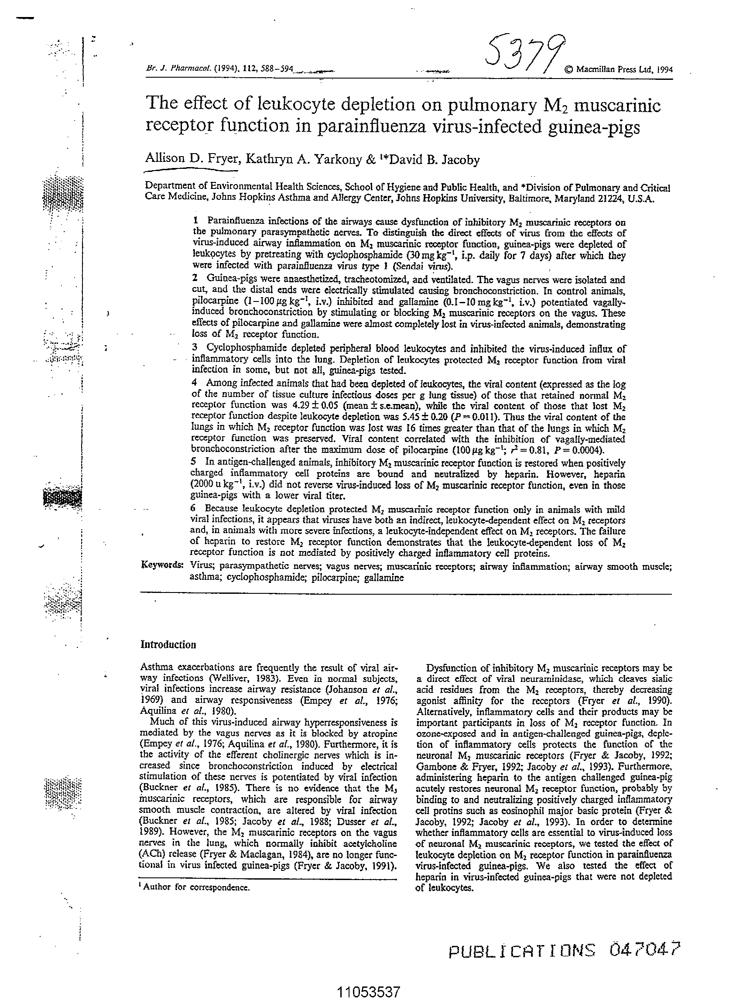 5379
Br. J. Pharmacol. (1994), 112, 588–594
© Macmillan Press Ltd, 1994
The effect of leukocyte depletion on pulmonary M₂ muscarinic
receptor function in parainfluenza virus-infected guinea-pigs
Allison D. Fryer, Kathryn A. Yarkony & ¹*David B. Jacoby
Department of Environmental Health Sciences, School of Hygiene and Public Health, and *Division of Pulmonary and Critical
Care Medicine, Johns Hopkins Asthma and Allergy Center, Johns Hopkins University, Baltimore, Maryland 21224, U.S.A.
1 Parainfluenza infections of the airways cause dysfunction of inhibitory M₂ muscarinic receptors on
the pulmonary parasympathetic nerves. To distinguish the direct effects of virus from the effects of
virus-induced airway inflammation on M₂ muscarinic receptor function, guinea-pigs were depleted of
leukocytes by pretreating with cyclophosphamide (30 mg kg⁻¹, i.p. daily for 7 days) after which they
were infected with parainfluenza virus type 1 (Sendai virus).
2 Guinea-pigs were anaesthetized, tracheotomized, and ventilated. The vagus nerves were isolated and
cut, and the distal ends were electrically stimulated causing bronchoconstriction. In control animals,
pilocarpine (1–100 µg kg⁻¹, i.v.) inhibited and gallamine (0.1–10 mg kg⁻¹, i.v.) potentiated vagally-
induced bronchoconstriction by stimulating or blocking M₂ muscarinic receptors on the vagus. These
effects of pilocarpine and gallamine were almost completely lost in virus-infected animals, demonstrating
loss of M₂ receptor function.
3 Cyclophosphamide depleted peripheral blood leukocytes and inhibited the virus-induced influx of
inflammatory cells into the lung. Depletion of leukocytes protected M₂ receptor function from viral
infection in some, but not all, guinea-pigs tested.
4 Among infected animals that had been depleted of leukocytes, the viral content (expressed as the log
of the number of tissue culture infectious doses per g lung tissue) of those that retained normal M₂
receptor function was 4.29 ± 0.05 (mean ± s.e.mean), while the viral content of those that lost M₂
receptor function despite leukocyte depletion was 5.45 ± 0.20 (P = 0.011). Thus the viral content of the
lungs in which M₂ receptor function was lost was 16 times greater than that of the lungs in which M₂
receptor function was preserved. Viral content correlated with the inhibition of vagally-mediated
bronchoconstriction after the maximum dose of pilocarpine (100 µg kg⁻¹; r² = 0.81, P = 0.0004).
5 In antigen-challenged animals, inhibitory M₂ muscarinic receptor function is restored when positively
charged inflammatory cell proteins are bound and neutralized by heparin. However, heparin
(2000 u kg⁻¹, i.v.) did not reverse virus-induced loss of M₂ muscarinic receptor function, even in those
guinea-pigs with a lower viral titer.
6 Because leukocyte depletion protected M₂ muscarinic receptor function only in animals with mild
viral infections, it appears that viruses have both an indirect, leukocyte-dependent effect on M₂ receptors
and, in animals with more severe infections, a leukocyte-independent effect on M₂ receptors. The failure
of heparin to restore M₂ receptor function demonstrates that the leukocyte-dependent loss of M₂
receptor function is not mediated by positively charged inflammatory cell proteins.
Keywords: Virus; parasympathetic nerves; vagus nerves; muscarinic receptors; airway inflammation; airway smooth muscle;
asthma; cyclophosphamide; pilocarpine; gallamine
Introduction
Asthma exacerbations are frequently the result of viral air-
way infections (Welliver, 1983). Even in normal subjects,
viral infections increase airway resistance (Johanson et al.,
1969) and airway responsiveness (Empey et al., 1976;
Aquilina et al., 1980).
Much of this virus-induced airway hyperresponsiveness is
mediated by the vagus nerves as it is blocked by atropine
(Empey et al., 1976; Aquilina et al., 1980). Furthermore, it is
the activity of the efferent cholinergic nerves which is in-
creased since bronchoconstriction induced by electrical
stimulation of these nerves is potentiated by viral infection
(Buckner et al., 1985). There is no evidence that the M₃
muscarinic receptors, which are responsible for airway
smooth muscle contraction, are altered by viral infection
(Buckner et al., 1985; Jacoby et al., 1988; Dusser et al.,
1989). However, the M₂ muscarinic receptors on the vagus
nerves in the lung, which normally inhibit acetylcholine
(ACh) release (Fryer & Maclagan, 1984), are no longer func-
tional in virus infected guinea-pigs (Fryer & Jacoby, 1991).
¹ Author for correspondence.
Dysfunction of inhibitory M₂ muscarinic receptors may be
a direct effect of viral neuraminidase, which cleaves sialic
acid residues from the M₂ receptors, thereby decreasing
agonist affinity for the receptors (Fryer et al., 1990).
Alternatively, inflammatory cells and their products may be
important participants in loss of M₂ receptor function. In
ozone-exposed and in antigen-challenged guinea-pigs, deple-
tion of inflammatory cells protects the function of the
neuronal M₂ muscarinic receptors (Fryer & Jacoby, 1992;
Gambone & Fryer, 1992; Jacoby et al., 1993). Furthermore,
administering heparin to the antigen challenged guinea-pig
acutely restores neuronal M₂ receptor function, probably by
binding to and neutralizing positively charged inflammatory
cell protins such as eosinophil major basic protein (Fryer &
Jacoby, 1992; Jacoby et al., 1993). In order to determine
whether inflammatory cells are essential to virus-induced loss
of neuronal M₂ muscarinic receptors, we tested the effect of
leukocyte depletion on M₂ receptor function in parainfluenza
virus-infected guinea-pigs. We also tested the effect of
heparin in virus-infected guinea-pigs that were not depleted
of leukocytes.
PUBLICATIONS 047047
11053537